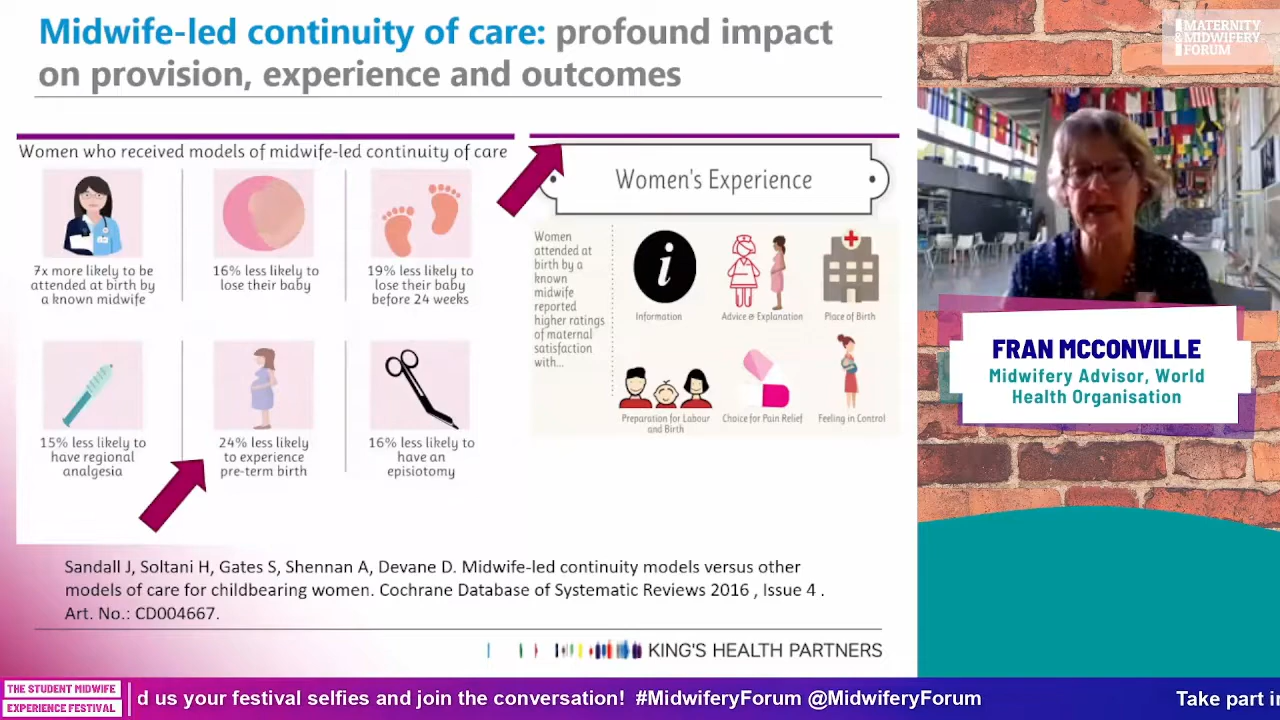 Midwife-led continuity of care: profound impact
on provision, experience and outcomes
Women who received models of midwife-led continuity of care
7x more likely to be
attended at birth by
a known midwife
16% less likely to
lose their baby
19% less likely to
lose their baby
before 24 weeks
15% less likely to
have regional
analgesia
24% less likely
to experience
pre-term birth
16% less likely to
have an
episiotomy
Women's Experience
Women
attended at
birth by a
known
midwife
reported
higher ratings
of maternal
satisfaction
with...
i
Information
Advice & Explanation
Place of Birth
Preparation for Labour
and Birth
Choice for Pain Relief
Feeling in Control
Sandall J, Soltani H, Gates S, Shennan A, Devane D. Midwife-led continuity models versus other
models of care for childbearing women. Cochrane Database of Systematic Reviews 2016 , Issue 4 .
Art. No.: CD004667.
KING'S HEALTH PARTNERS
MATERNITY
& MIDWIFERY
FORUM
FRAN MCCONVILLE
Midwifery Advisor, World
Health Organisation
THE STUDENT MIDWIFE
EXPERIENCE FESTIVAL
d us your festival selfies and join the conversation! #MidwiferyForum @MidwiferyForum
Take part in